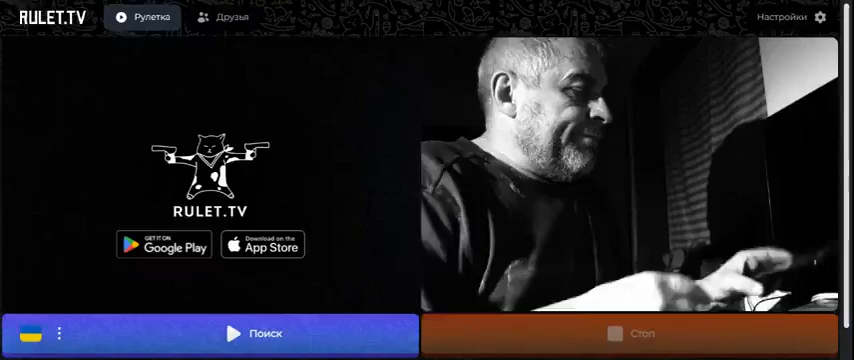 RULET.TV
Рулетка
Друзья
Настройки
RULET.TV
GET IT ON
Google Play
Download on the
App Store
Поиск
Стоп